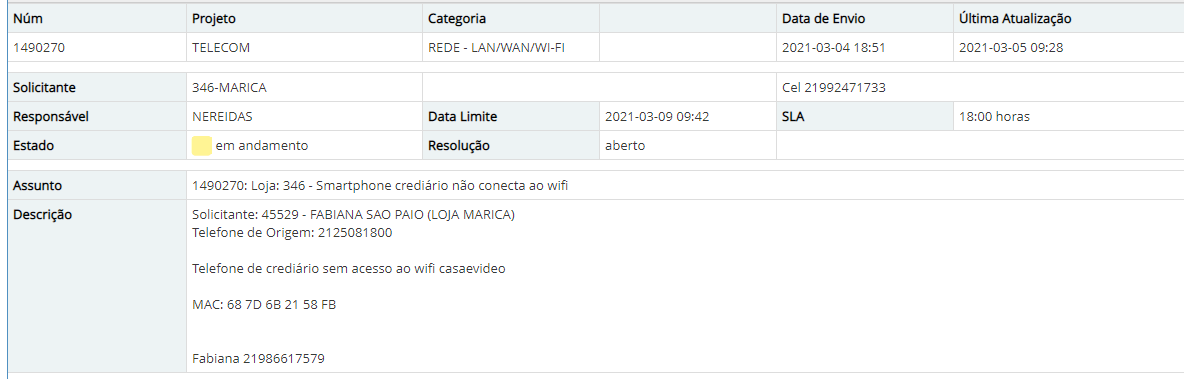 Núm Projeto Categoria Data de Envio Última Atualização
1490270 TELECOM REDE - LAN/WAN/WI-FI 2021-03-04 18:51 2021-03-05 09:28
Solicitante 346-MARICA Cel 21992471733
Responsável NEREIDAS Data Limite 2021-03-09 09:42 SLA 18:00 horas
Estado em andamento Resolução aberto
Assunto 1490270: Loja: 346 - Smartphone crediário não conecta ao wifi
Descrição Solicitante: 45529 - FABIANA SAO PAIO (LOJA MARICA)
Telefone de Origem: 2125081800
Telefone de crediário sem acesso ao wifi casaevideo
MAC: 68 7D 6B 21 58 FB
Fabiana 21986617579